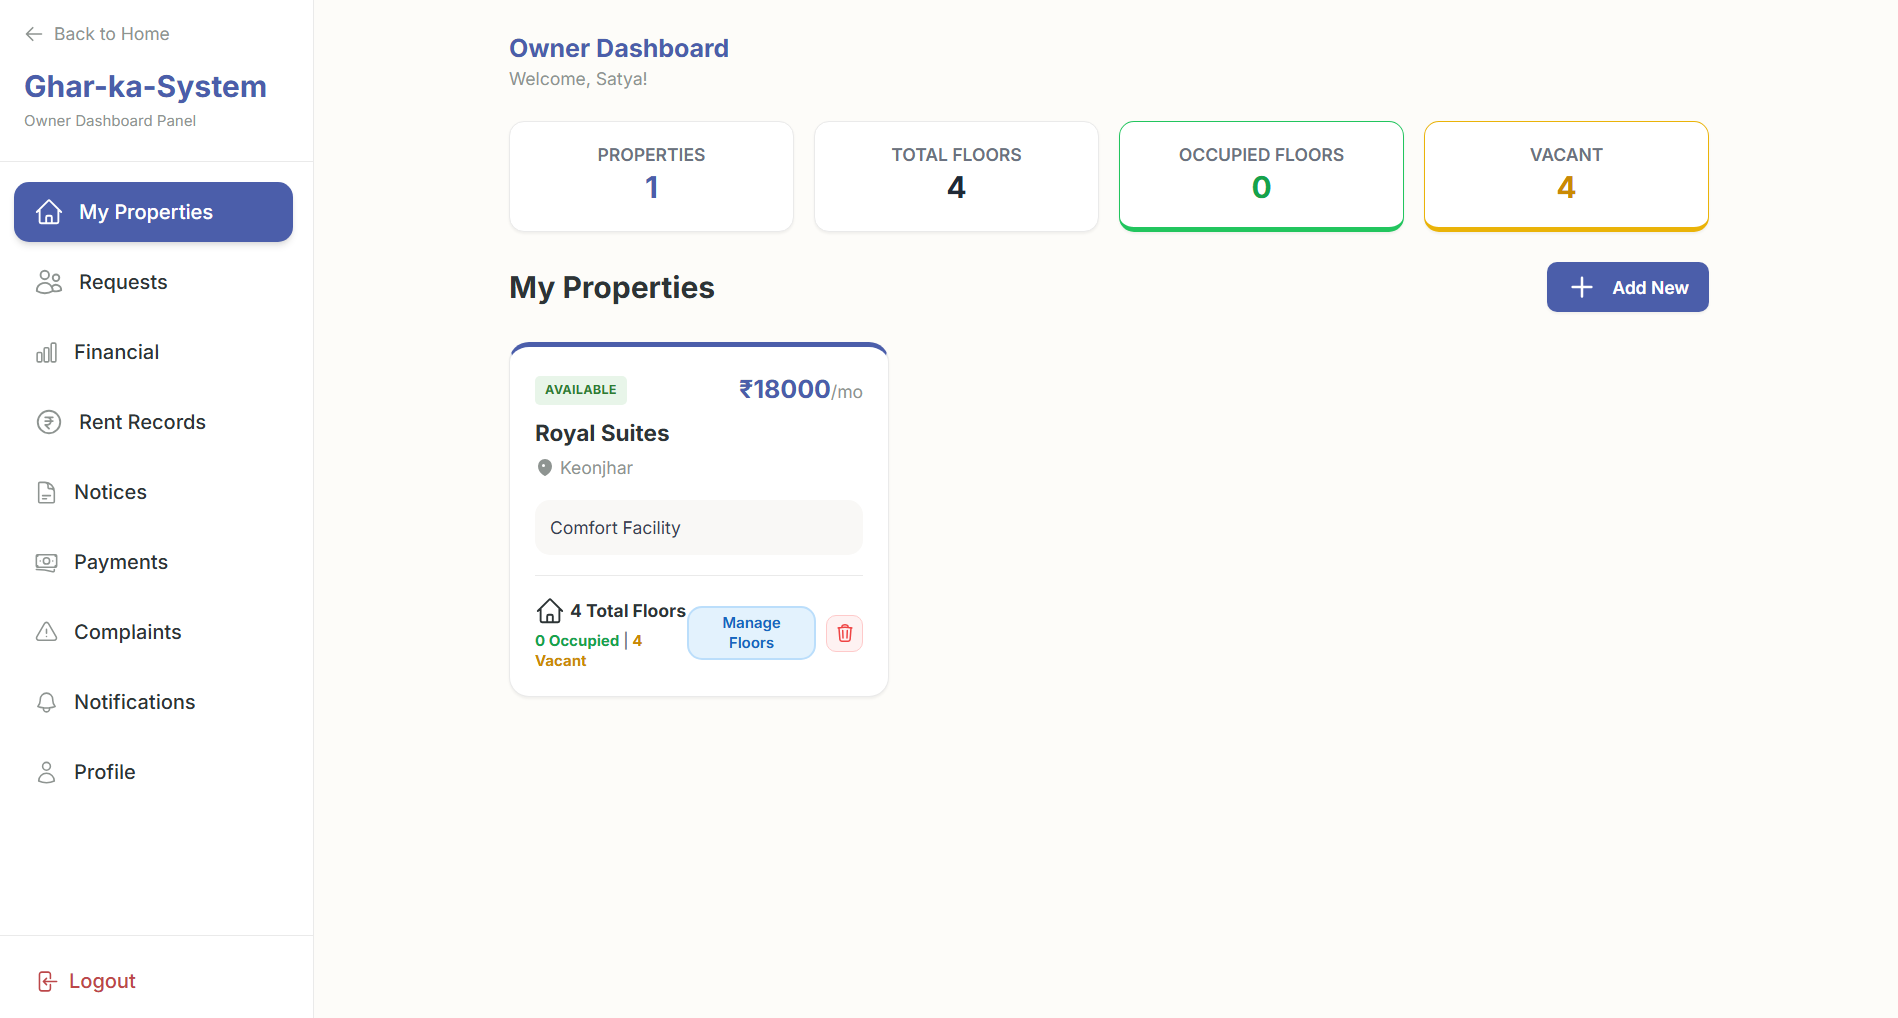 Back to Home
Ghar-ka-System
Owner Dashboard Panel
My Properties
Requests
Financial
Rent Records
Notices
Payments
Complaints
Notifications
Profile
Logout
Owner Dashboard
Welcome, Satya!
PROPERTIES
1
TOTAL FLOORS
4
OCCUPIED FLOORS
0
VACANT
4
My Properties
Add New
AVAILABLE
₹18000/mo
Royal Suites
Keonjhar
Comfort Facility
4 Total Floors
0 Occupied | 4
Vacant
Manage
Floors